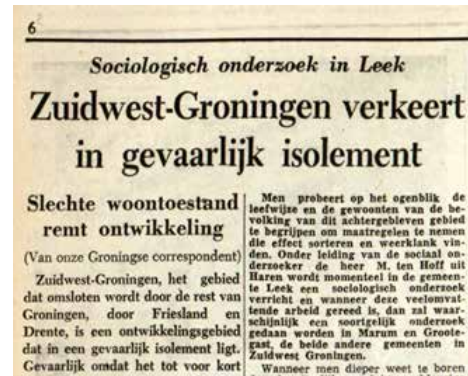 6
Sociologisch onderzoek in Leek
Zuidwest-Groningen verkeert
in gevaarlijk isolement
Slechte woontoestand
remt ontwikkeling
(Van onze Groningse correspondent)
Zuidwest-Groningen, het gebied
dat omsloten wordt door de rest van
Groningen, door Friesland en
Drente, is een ontwikkelingsgebied
dat in een gevaarlijk isolement ligt.
Gevaarlijk omdat het tot voor kort
Men probeert op het ogenblik de
leefwijze en de gewoonten van de be-
volking van dit achtergebleven gebied
te begrijpen om maatregelen te nemen
die effect sorteren en weerklank vin-
den. Onder leiding van de sociaal on-
derzoeker de heer M. ten Hoff uit
Haren wordt momenteel in de gemeen-
te Leek een sociologisch onderzoek
verricht en wanneer deze veelomvat-
tende arbeid gereed is, dan zal waar-
schijnlijk een soortgelijk onderzoek
gedaan worden in Marum en Groote-
gast, de beide andere gemeenten in
Zuidwest Groningen.
Wanneer men dieper weet te boren